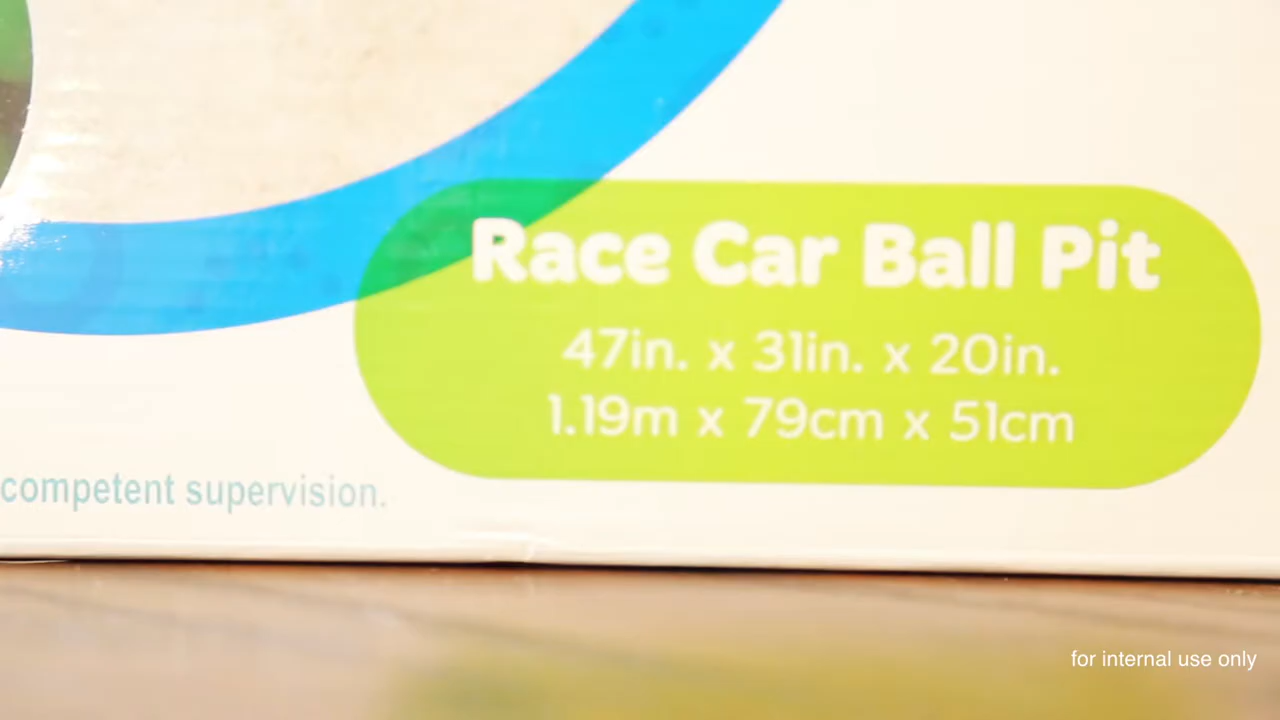 Race Car Ball Pit
47in. x 31in. x 20in.
1.19m x 79cm x 51cm
competent supervision.
for internal use only